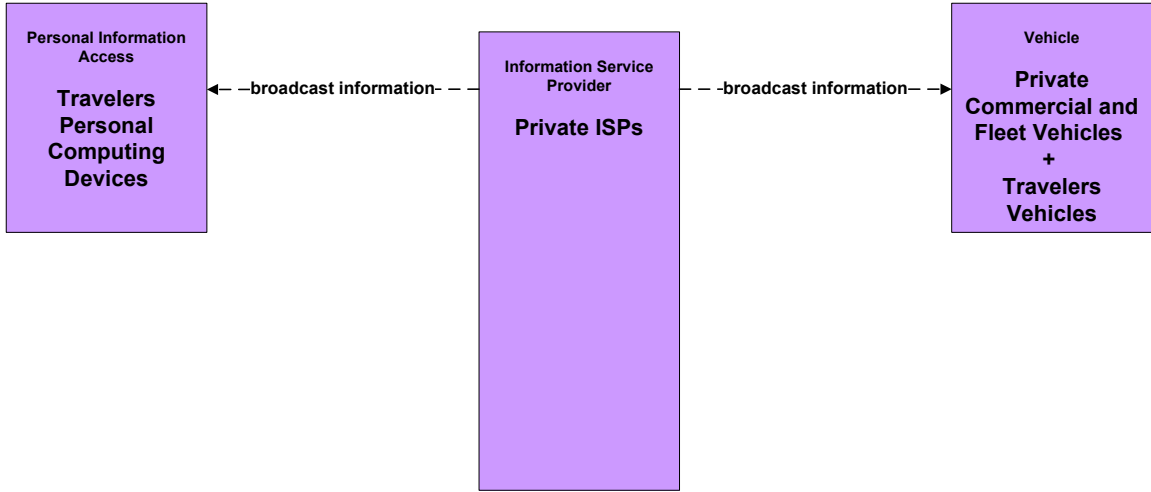 Personal Information
Access
Travelers
Personal
Computing
Devices
broadcast information
Information Service
Provider
Private ISPs
broadcast information
Vehicle
Private
Commercial and
Fleet Vehicles
+
Travelers
Vehicles